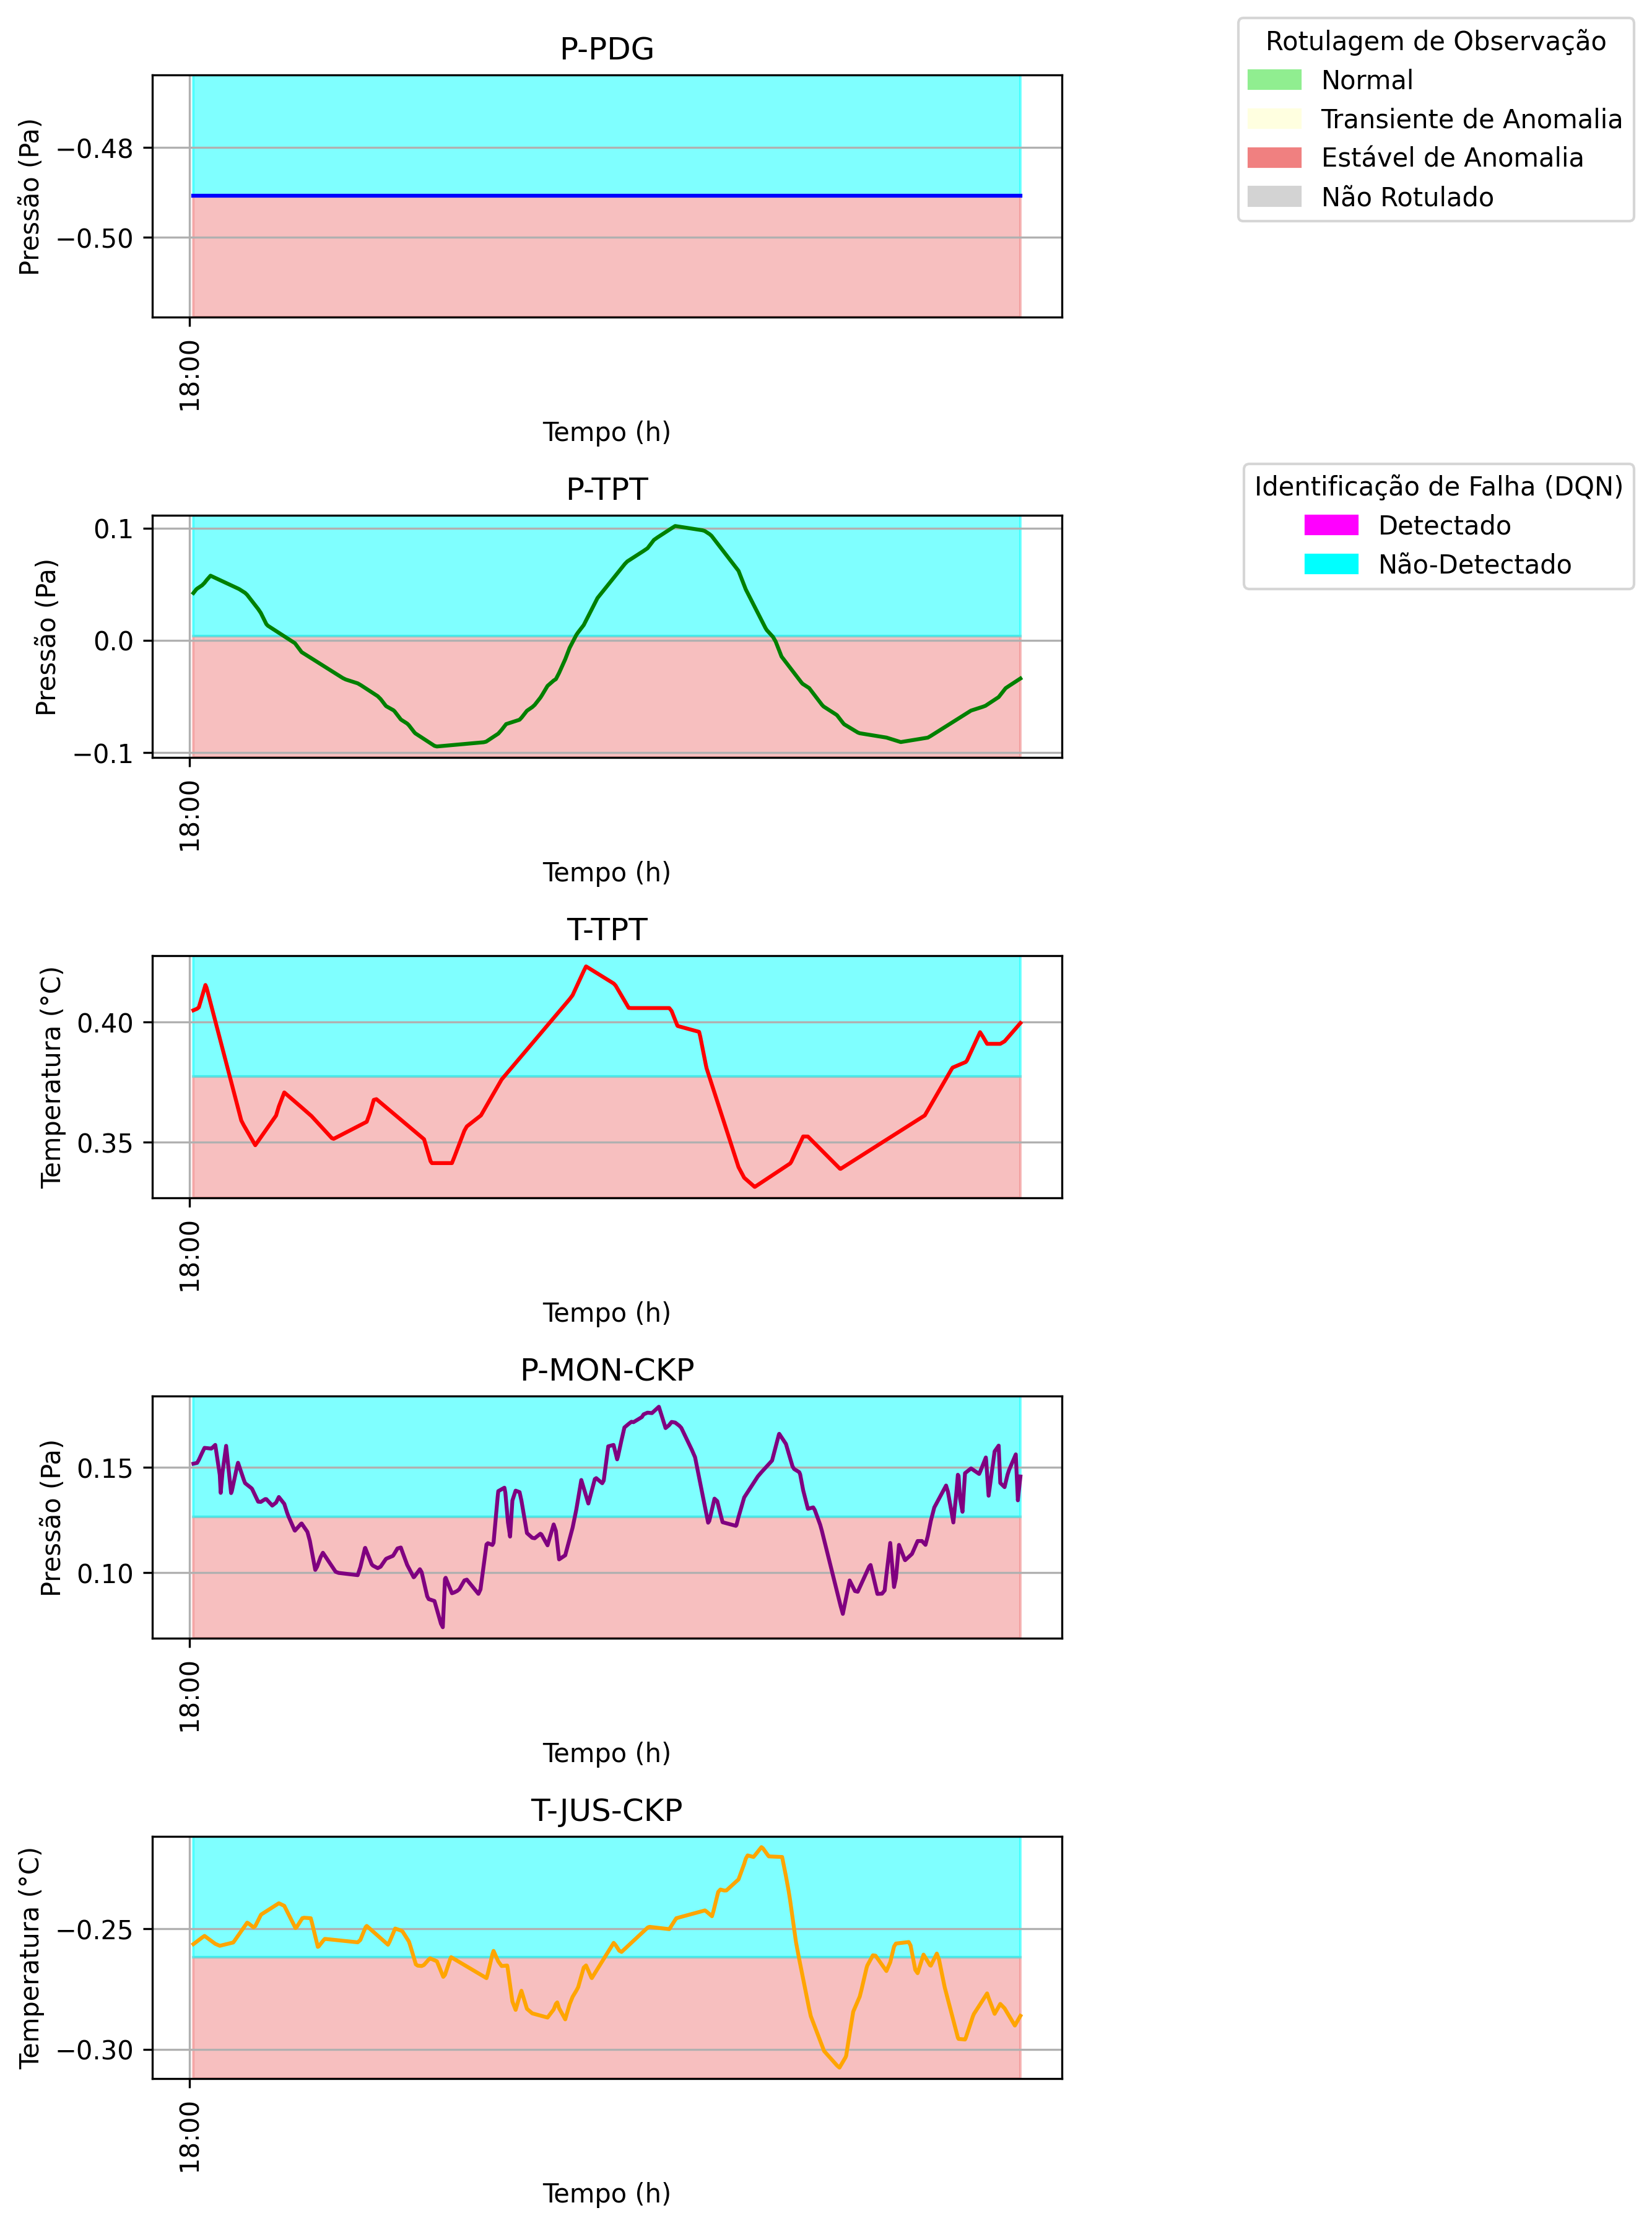 P-PDG
Pressão (Pa)
−0.48
−0.50
18:00
Tempo (h)
Rotulagem de Observação
Normal
Transiente de Anomalia
Estável de Anomalia
Não Rotulado
P-TPT
Pressão (Pa)
0.1
0.0
−0.1
18:00
Tempo (h)
Identificação de Falha (DQN)
Detectado
Não-Detectado
T-TPT
Temperatura (°C)
0.40
0.35
18:00
Tempo (h)
P-MON-CKP
Pressão (Pa)
0.15
0.10
18:00
Tempo (h)
T-JUS-CKP
Temperatura (°C)
−0.25
−0.30
18:00
Tempo (h)